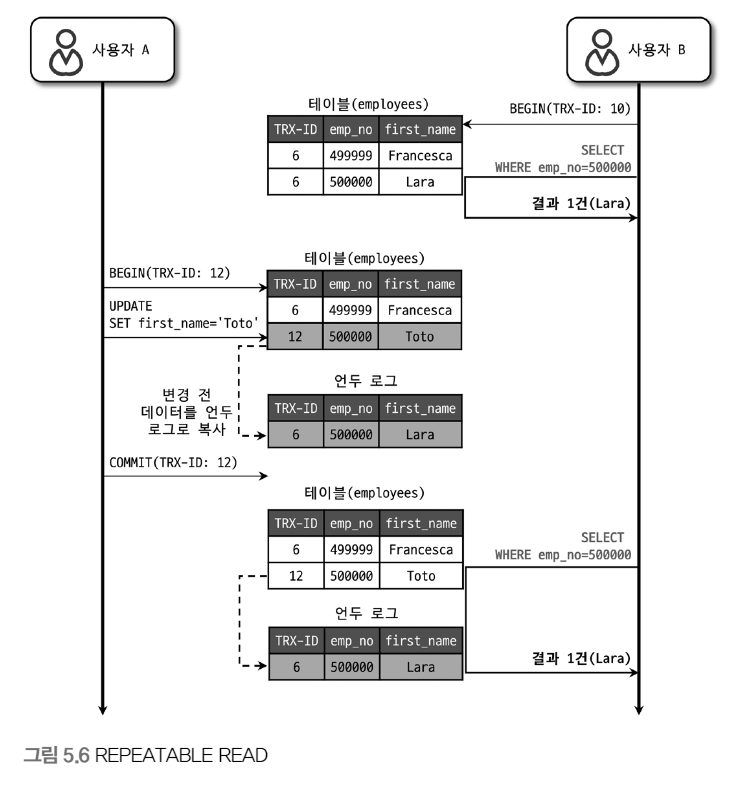 사용자 A
사용자 B
테이블(employees)
BEGIN(TRX-ID: 10)
TRX-ID emp_no first_name
6 499999 Francesca
6 500000 Lara
SELECT
WHERE emp_no=500000
결과 1건(Lara)
테이블(employees)
BEGIN(TRX-ID: 12)
TRX-ID emp_no first_name
6 499999 Francesca
12 500000 Toto
UPDATE
SET first_name='Toto'
언두 로그
변경 전
데이터를 언두
로그로 복사
TRX-ID emp_no first_name
6 500000 Lara
COMMIT(TRX-ID: 12)
테이블(employees)
TRX-ID emp_no first_name
6 499999 Francesca
12 500000 Toto
SELECT
WHERE emp_no=500000
언두 로그
TRX-ID emp_no first_name
6 500000 Lara
결과 1건(Lara)
그림 5.6 REPEATABLE READ